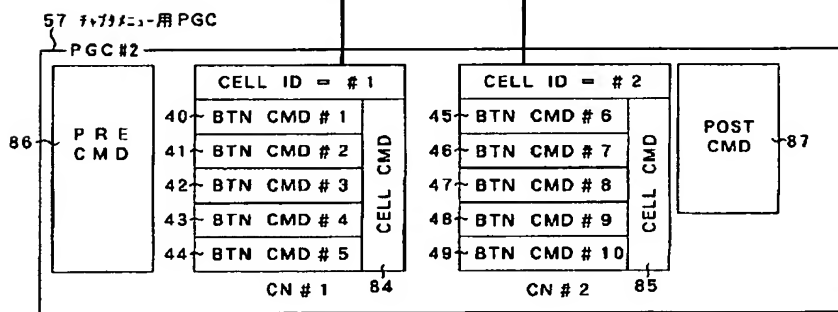 57 チャプタメニュー用PGC
PGC#2
86
PRE
CMD
CELL ID = #1
40 BTN CMD #1
41 BTN CMD #2
42 BTN CMD #3
43 BTN CMD #4
44 BTN CMD #5
CELL CMD
CN #1
84
CELL ID = #2
45 BTN CMD #6
46 BTN CMD #7
47 BTN CMD #8
48 BTN CMD #9
49 BTN CMD #10
CELL CMD
CN #2
85
POST
CMD
87